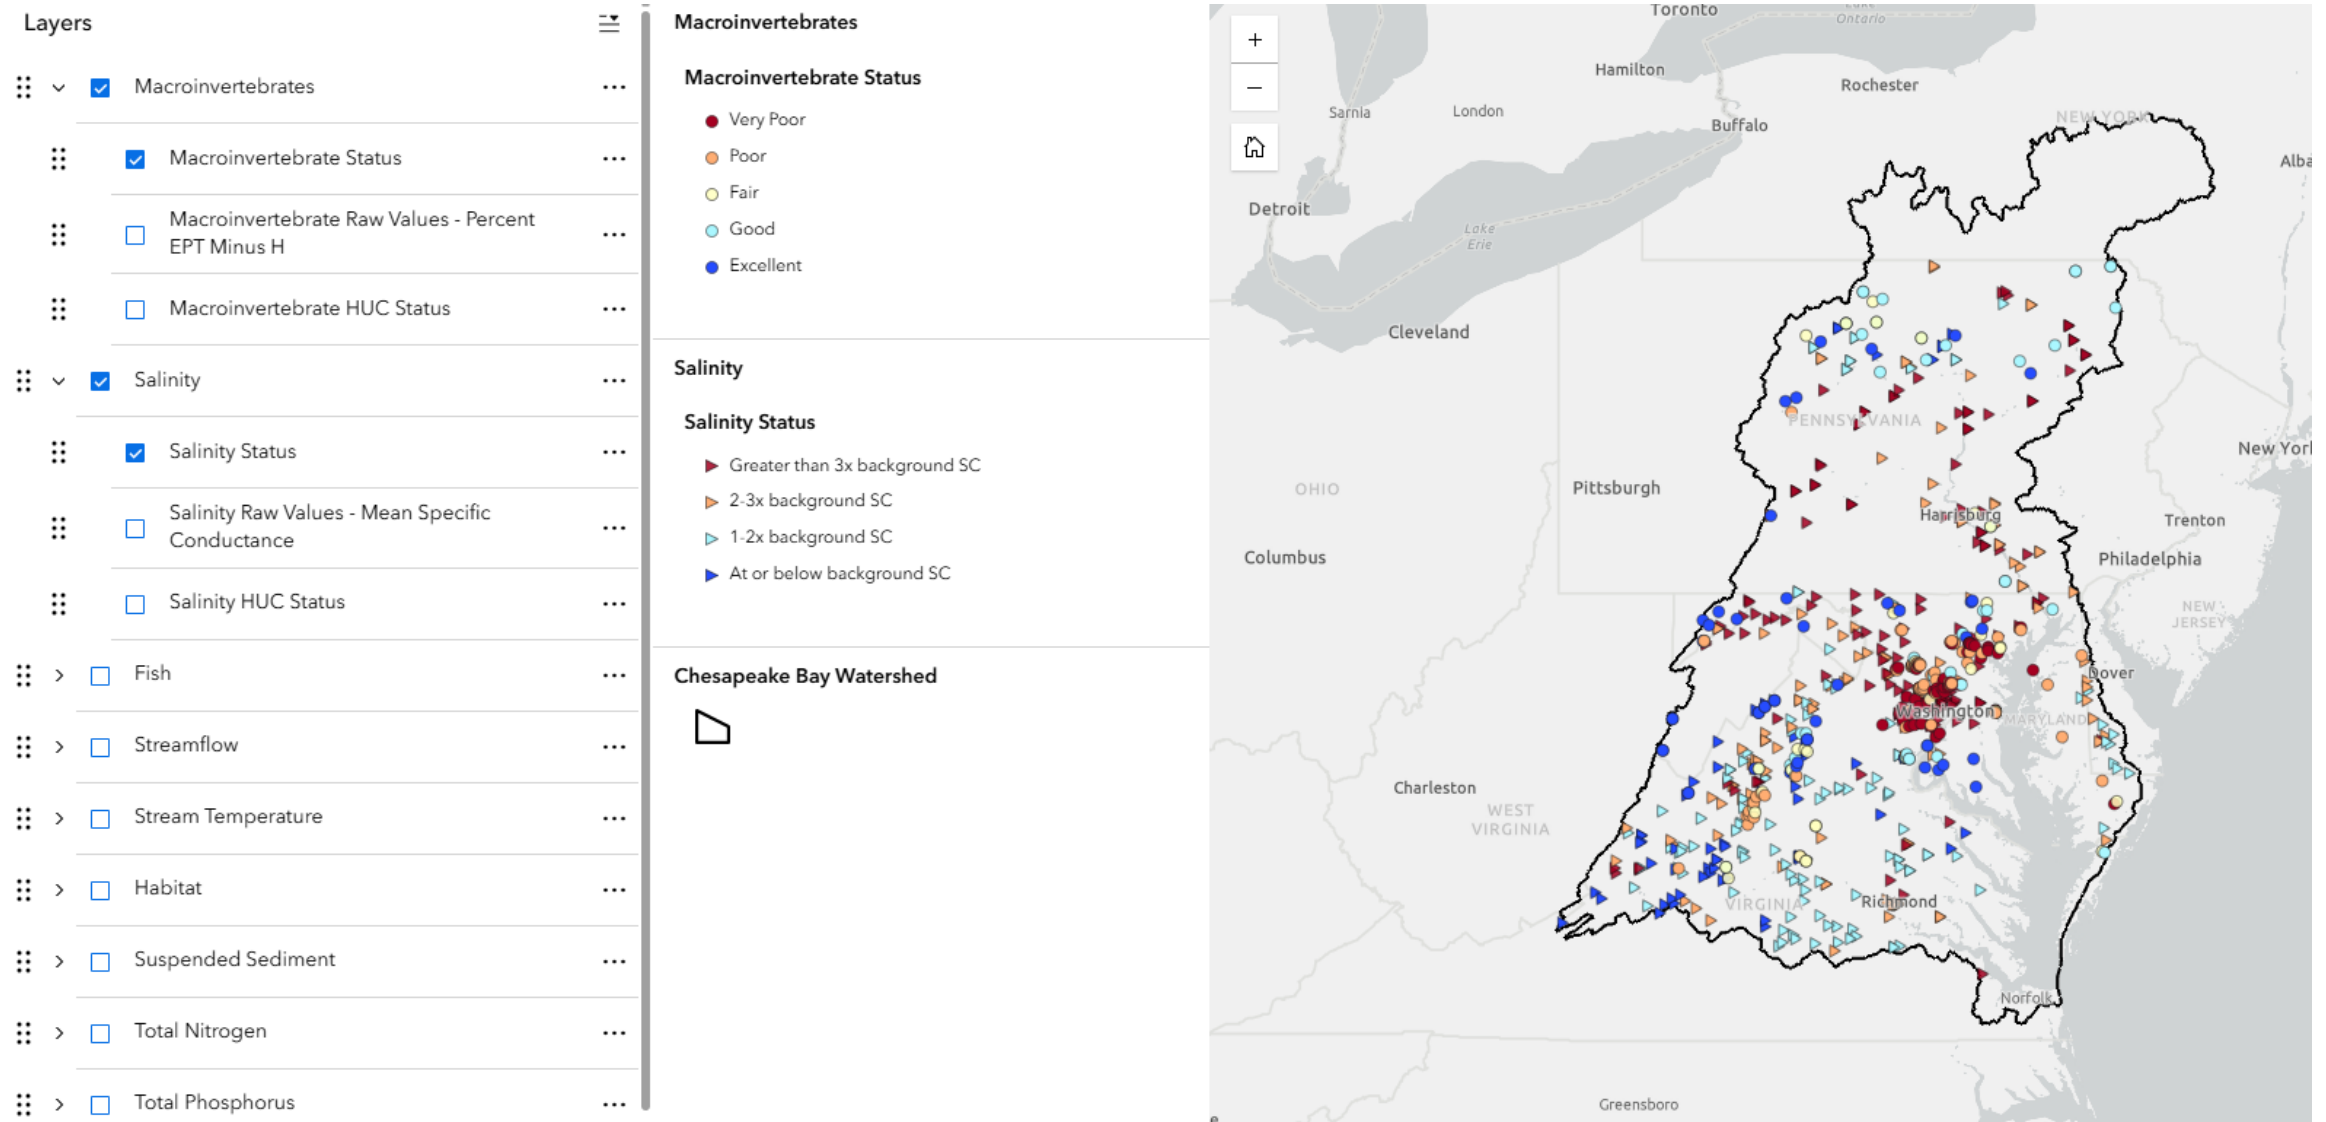 Layers
Macroinvertebrates
Macroinvertebrate Status
Macroinvertebrate Raw Values - Percent
EPT Minus H
Macroinvertebrate HUC Status
Salinity
Salinity Status
Salinity Raw Values - Mean Specific
Conductance
Salinity HUC Status
Fish
Streamflow
Stream Temperature
Habitat
Suspended Sediment
Total Nitrogen
Total Phosphorus
Macroinvertebrates
Macroinvertebrate Status
Very Poor
Poor
Fair
Good
Excellent
Salinity
Salinity Status
Greater than 3x background SC
2-3x background SC
1-2x background SC
At or below background SC
Chesapeake Bay Watershed
Toronto
Lake
Ontario
Hamilton
Rochester
Sarnia
London
Buffalo
NEW YORK
Alba
Detroit
Lake
Erie
Cleveland
PENNSYLVANIA
New Yor
OHIO
Pittsburgh
Harrisburg
Trenton
Columbus
Philadelphia
NEW
JERSEY
Dover
Washington
MARYLAND
Charleston
WEST
VIRGINIA
VIRGINIA
Richmond
Norfolk
Greensboro
e